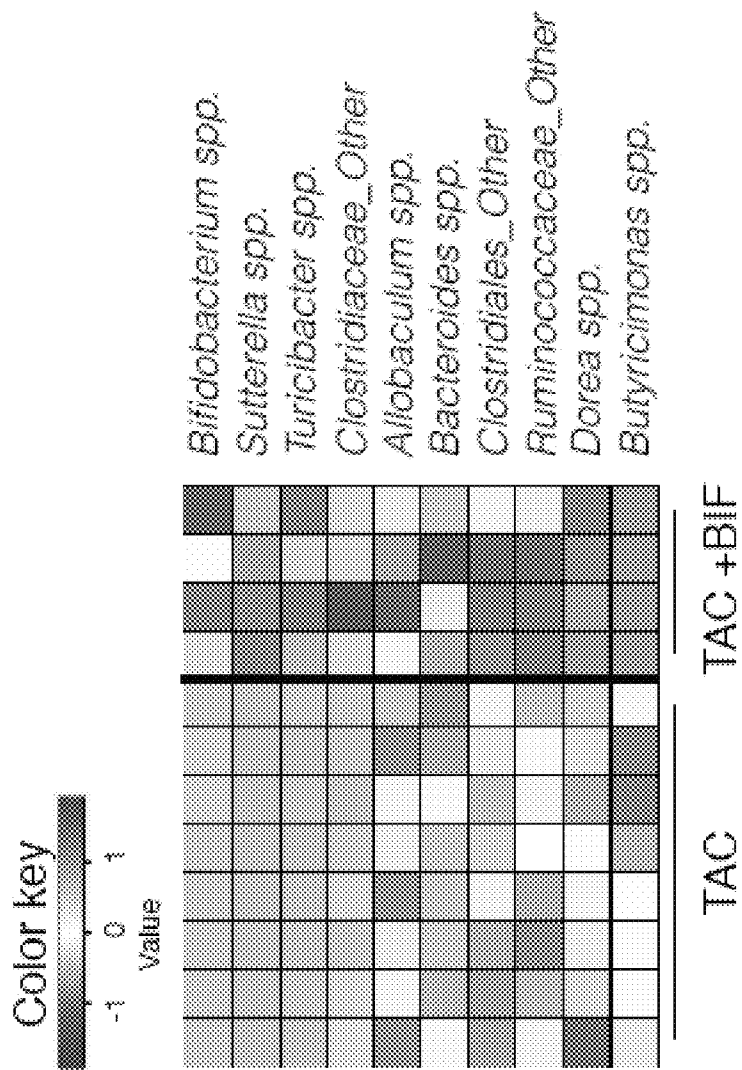 Color key
-1 0 1
Value
Bifidobacterium spp.
Sutterella spp.
Turicibacter spp.
Clostridiaceae_Other
Allobaculum spp.
Bacteroides spp.
Clostridiales_Other
Ruminococcaceae_Other
Dorea spp.
Butyricimonas spp.
TAC
TAC +BIF